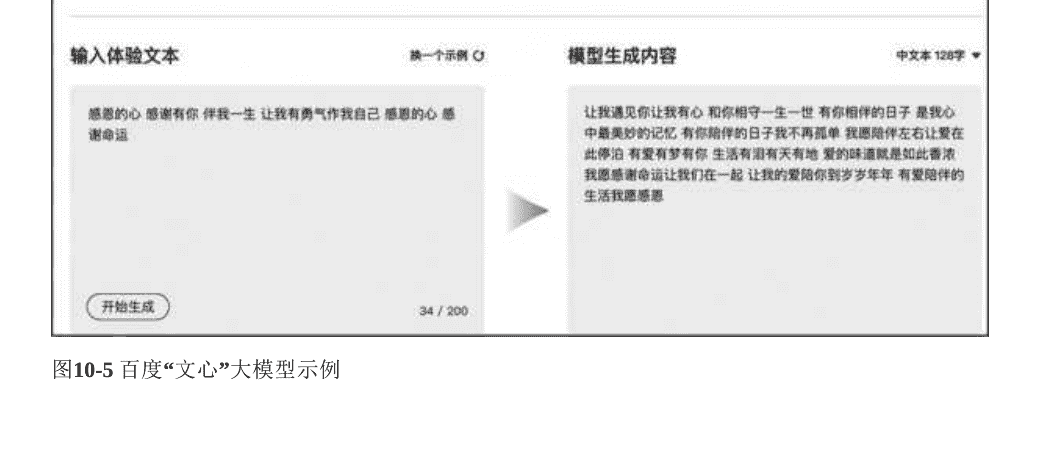 输入体验文本
换一个示例
感恩的心 感谢有你 伴我一生 让我有勇气作我自己 感恩的心 感
谢命运
开始生成
34 / 200
模型生成内容
中文本 128字
让我遇见你让我有心 和你相守一生一世 有你相伴的日子 是我心
中最美妙的记忆 有你陪伴的日子我不再孤单 我愿陪伴左右让爱在
此停泊 有爱有梦有你 生活有泪有天有地 爱的味道就是如此香浓
我愿感谢命运让我们在一起 让我的爱陪你到岁岁年年 有爱陪伴的
生活我愿感恩
图10-5 百度“文心”大模型示例